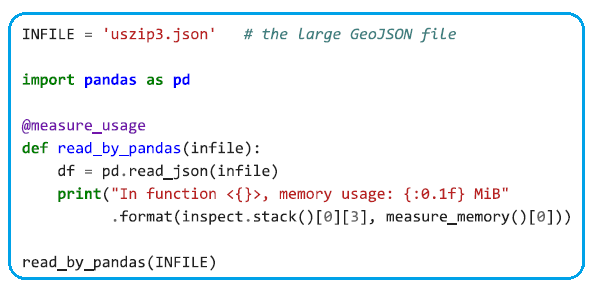 INFILE = 'uszip3.json'   # the large GeoJSON file
import pandas as pd
@measure_usage
def read_by_pandas(infile):
    df = pd.read_json(infile)
    print("In function <{}>, memory usage: {:0.1f} MiB"
          .format(inspect.stack()[0][3], measure_memory()[0]))
read_by_pandas(INFILE)